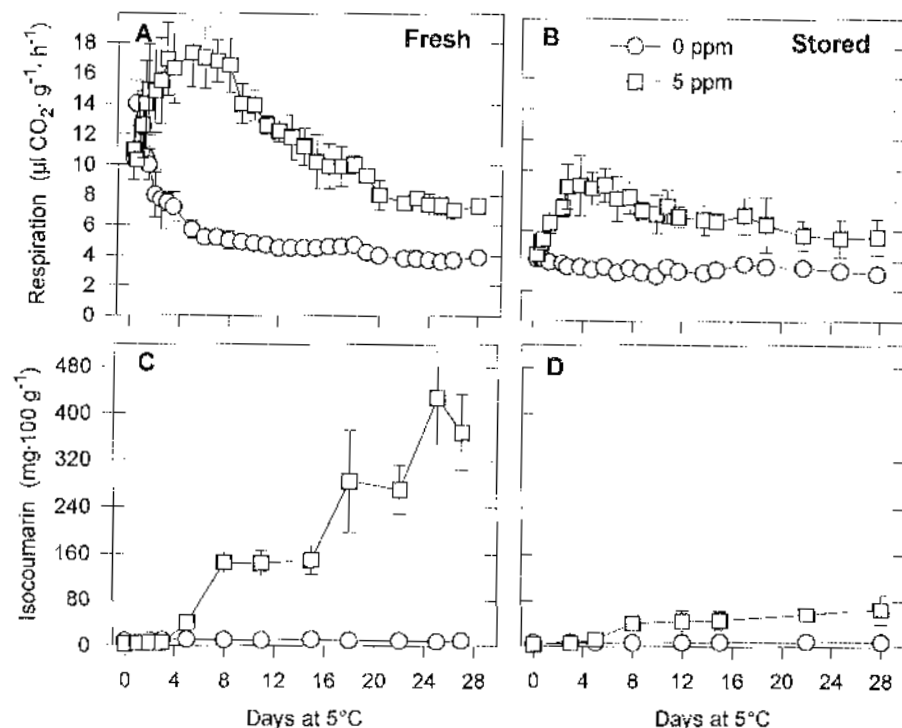 A
Fresh
B
Stored
0 ppm
5 ppm
18
16
14
12
10
8
6
4
2
0
Respiration (µl CO₂· g⁻¹· h⁻¹)
C
D
480
400
320
240
160
80
0
Isocoumarin (mg·100 g⁻¹)
0 4 8 12 16 20 24 28
0 4 8 12 16 20 24 28
Days at 5°C
Days at 5°C